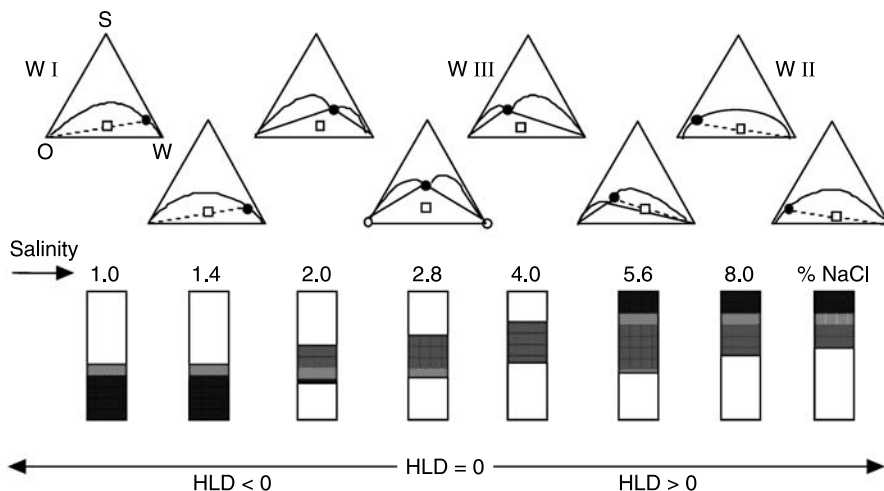 S
W I
W III
W II
O
W
Salinity
1.0 1.4 2.0 2.8 4.0 5.6 8.0 % NaCl
HLD < 0 HLD = 0 HLD > 0